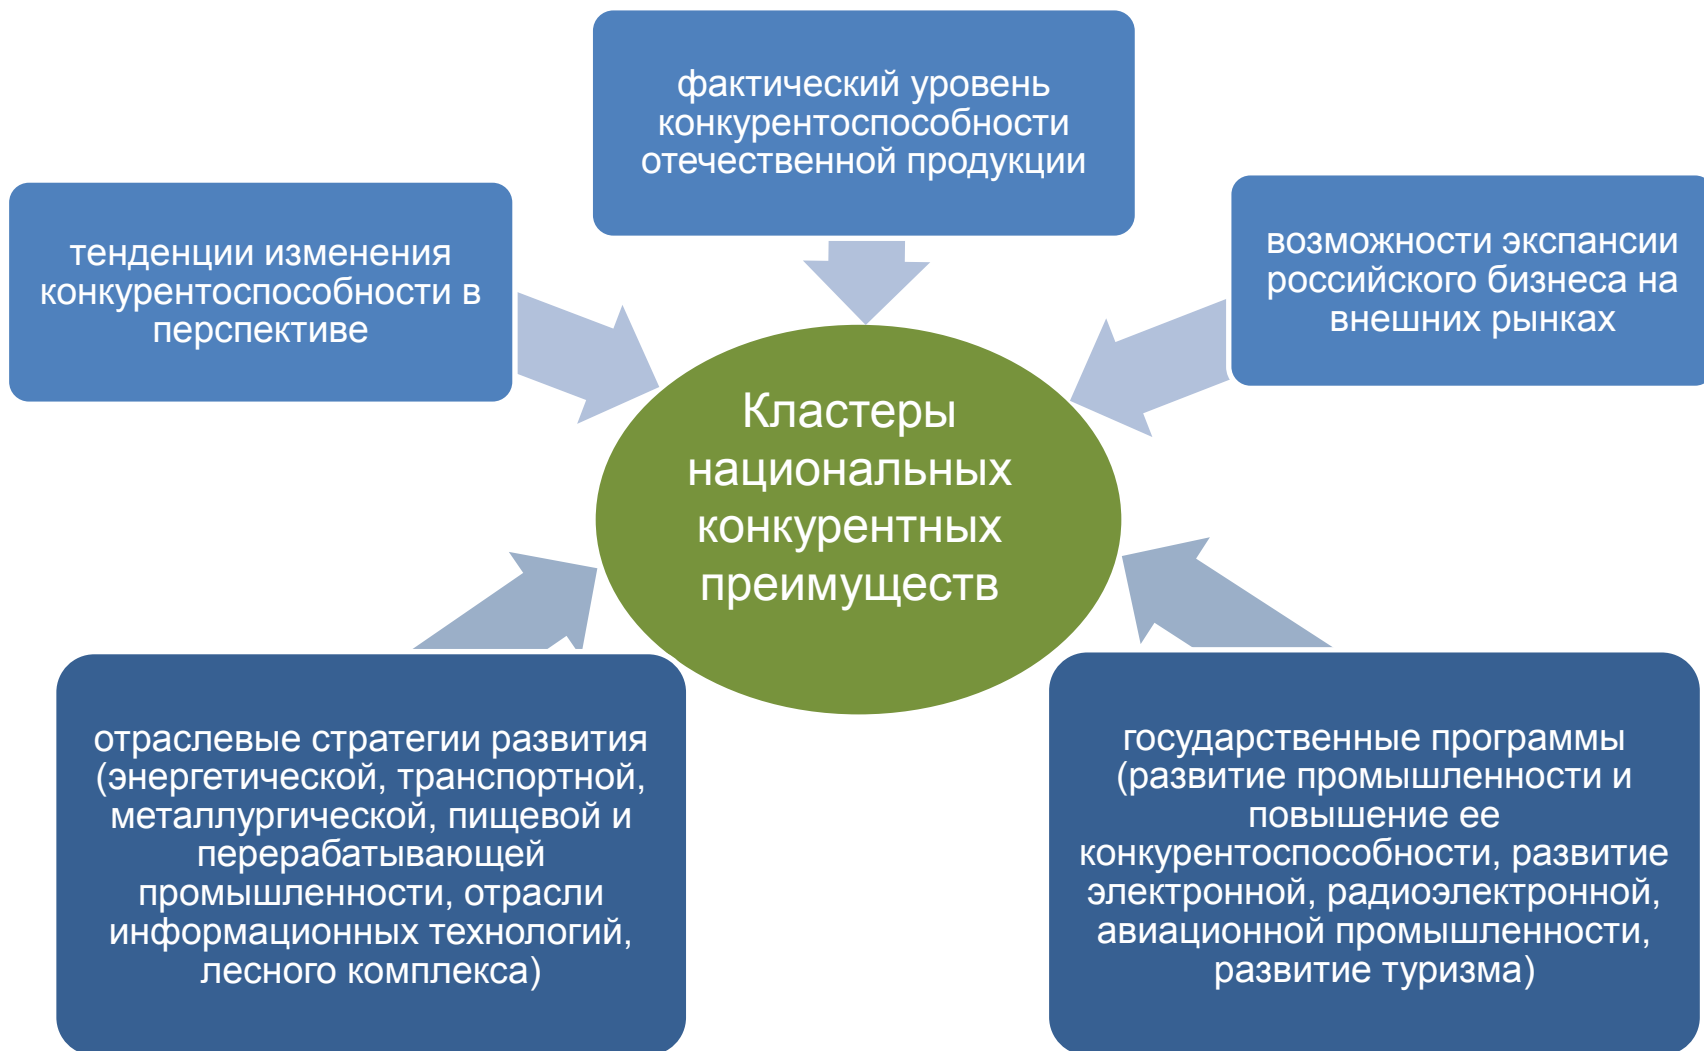 фактический уровень
конкурентоспособности
отечественной продукции
тенденции изменения
конкурентоспособности в
перспективе
возможности экспансии
российского бизнеса на
внешних рынках
Кластеры
национальных
конкурентных
преимуществ
отраслевые стратегии развития
(энергетической, транспортной,
металлургической, пищевой и
перерабатывающей
промышленности, отрасли
информационных технологий,
лесного комплекса)
государственные программы
(развитие промышленности и
повышение ее
конкурентоспособности, развитие
электронной, радиоэлектронной,
авиационной промышленности,
развитие туризма)